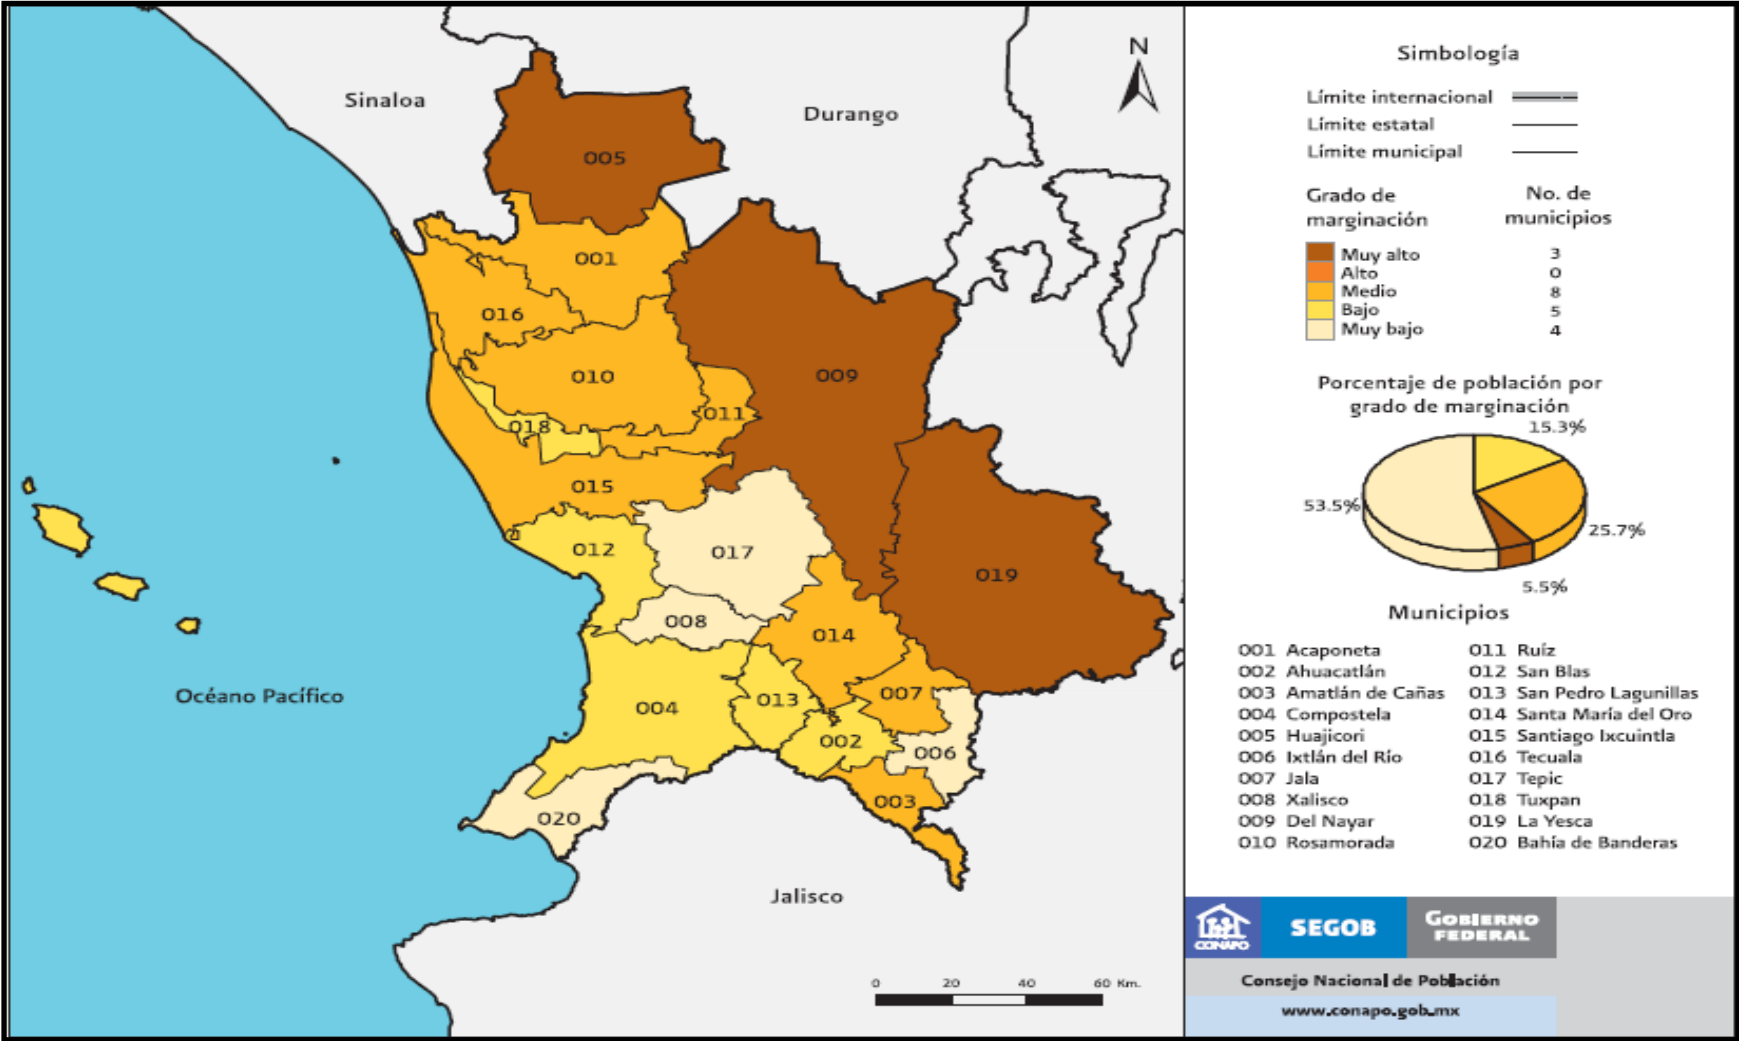 Sinaloa
Durango
N
005
001
016
010
009
011
018
015
012
017
019
008
014
007
004
013
002
006
003
020
Océano Pacífico
Jalisco
0 20 40 60 Km.
Simbología
Límite internacional
Límite estatal
Límite municipal
Grado de marginación No. de municipios
Muy alto 3
Alto 0
Medio 8
Bajo 5
Muy bajo 4
Porcentaje de población por
grado de marginación
15.3%
53.5%
25.7%
5.5%
Municipios
001 Acaponeta 011 Ruíz
002 Ahuacatlán 012 San Blas
003 Amatlán de Cañas 013 San Pedro Lagunillas
004 Compostela 014 Santa María del Oro
005 Huajicori 015 Santiago Ixcuintla
006 Ixtlán del Río 016 Tecuala
007 Jala 017 Tepic
008 Xalisco 018 Tuxpan
009 Del Nayar 019 La Yesca
010 Rosamorada 020 Bahía de Banderas
CONAPO
SEGOB
GOBIERNO
FEDERAL
Consejo Nacional de Población
www.conapo.gob.mx